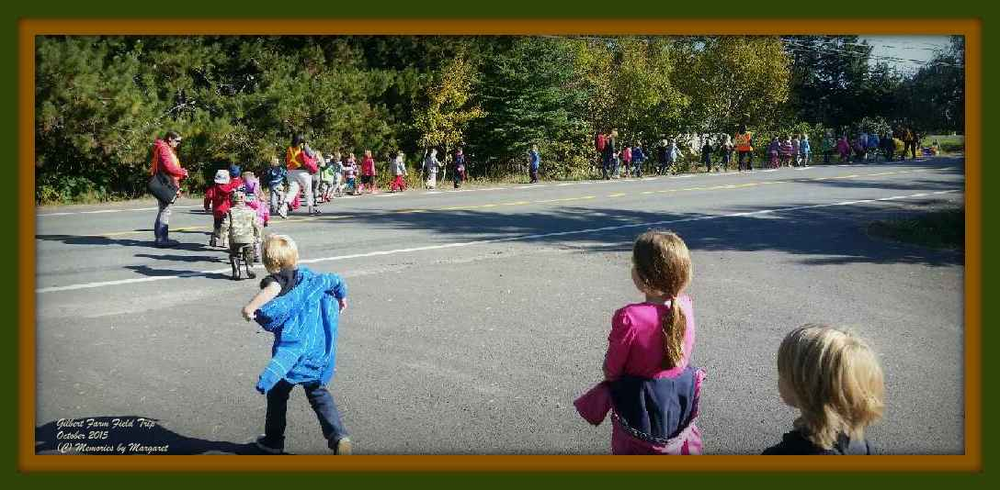 Gilbert Farm Field Trip
October 2015
(C) Memories by Margaret